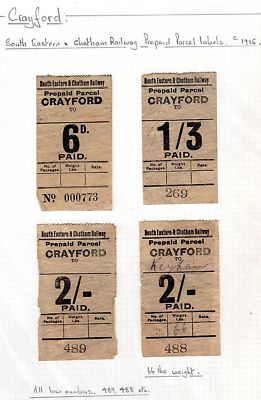 Crayford.
South Eastern & Chatham Railway Prepaid Parcel labels. c 1916.
South Eastern & Chatham Railway
Prepaid Parcel
CRAYFORD
TO
6D.
PAID.
No. of Packages. Weight. Lbs. Rate.
No 000773
South Eastern & Chatham Railway
Prepaid Parcel
CRAYFORD
TO
1/3
PAID.
No. of Packages. Weight. Lbs. Rate.
269
South Eastern & Chatham Railway
Prepaid Parcel
CRAYFORD
TO
2/-
PAID.
No. of Packages. Weight. Lbs. Rate.
489
South Eastern & Chatham Railway
Prepaid Parcel
CRAYFORD
TO
2/-
PAID.
No. of Packages. Weight. Lbs. Rate.
66
488
66 lbs weight.
All low numbers. 489, 488 etc.